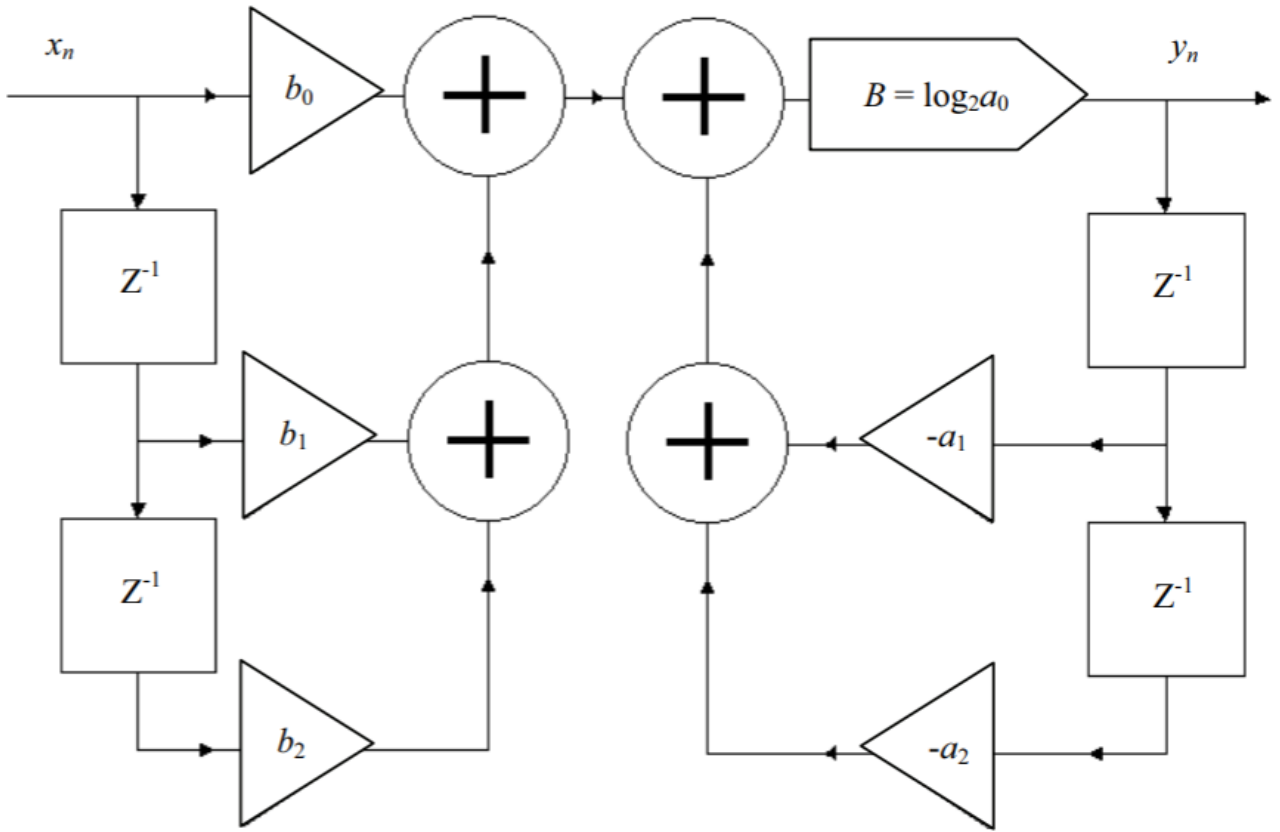 xₙ
b₀
B = log₂a₀
yₙ
Z⁻¹
Z⁻¹
b₁
-a₁
Z⁻¹
Z⁻¹
b₂
-a₂